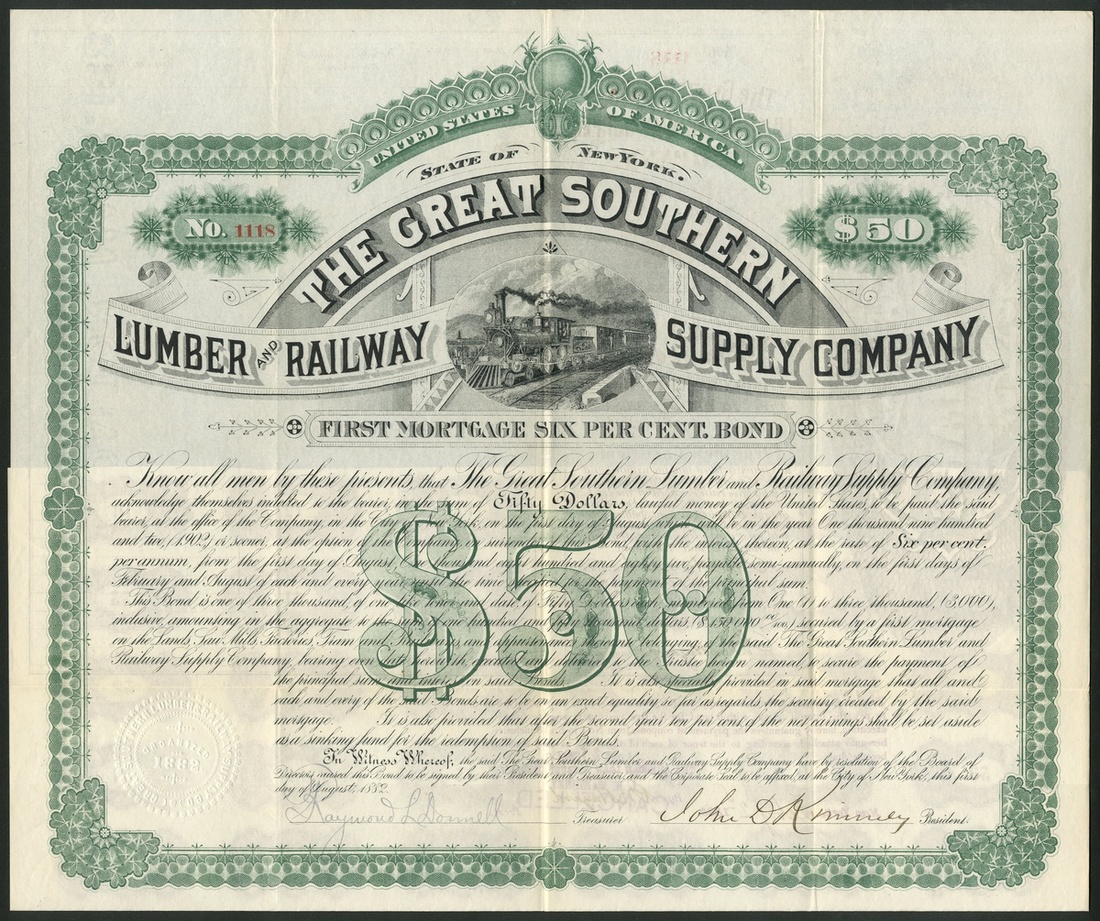 UNITED STATES OF AMERICA.
STATE OF NEW YORK.
No. 1118
$50
THE GREAT SOUTHERN
LUMBER AND RAILWAY SUPPLY COMPANY
FIRST MORTGAGE SIX PER CENT. BOND
Know all men by these presents, that The Great Southern Lumber and Railway Supply Company,
acknowledge themselves indebted to the bearer, in the sum of Fifty Dollars, lawful money of the United States, to be paid the said
bearer, at the office of the Company, in the on the first day of August which will be in the year One thousand nine hundred
and two, (1902) or sooner, at the option of the Company, on surrender of this Bond, with the interest thereon, at the rate of Six per cent.
per annum, from the first day of August, one thousand eight hundred and eighty two, payable semi-annually, on the first days of
February and August of each and every year, until the time for the payment of the principal sum.
This Bond is one of three thousand, of one tenor and date, of Fifty Dollars each, numbered from One (1) to three thousand, (3,000),
inclusive, amounting in the aggregate to one hundred and fifty thousand dollars ($150,000 00/100) secured by a first mortgage
on the Lands, Saw Mills, Factories, Tram and appurtenances belonging to the said The Great Southern Lumber and
Railway Supply Company, bearing even date herewith, executed and delivered to the Trustee therein named, to secure the payment of
the principal sum and interest on said Bonds. It is also specially provided in said mortgage that all and
each and every of the said Bonds are to be on an exact equality so far as regards the security created by the said
mortgage. It is also provided that after the second year ten per cent of the net earnings shall be set aside
as a sinking fund for the redemption of said Bonds.
In Witness Whereof, the said The Great Southern Lumber and Railway Supply Company have by resolution of the Board of
Directors caused this Bond to be signed by their President and Treasurer, and the Corporate Seal to be affixed, at the City of New York, this first
day of August, 1882.
Raymond L Donnell Treasurer John D Kimmey President.
ORGANIZED
1882
$50